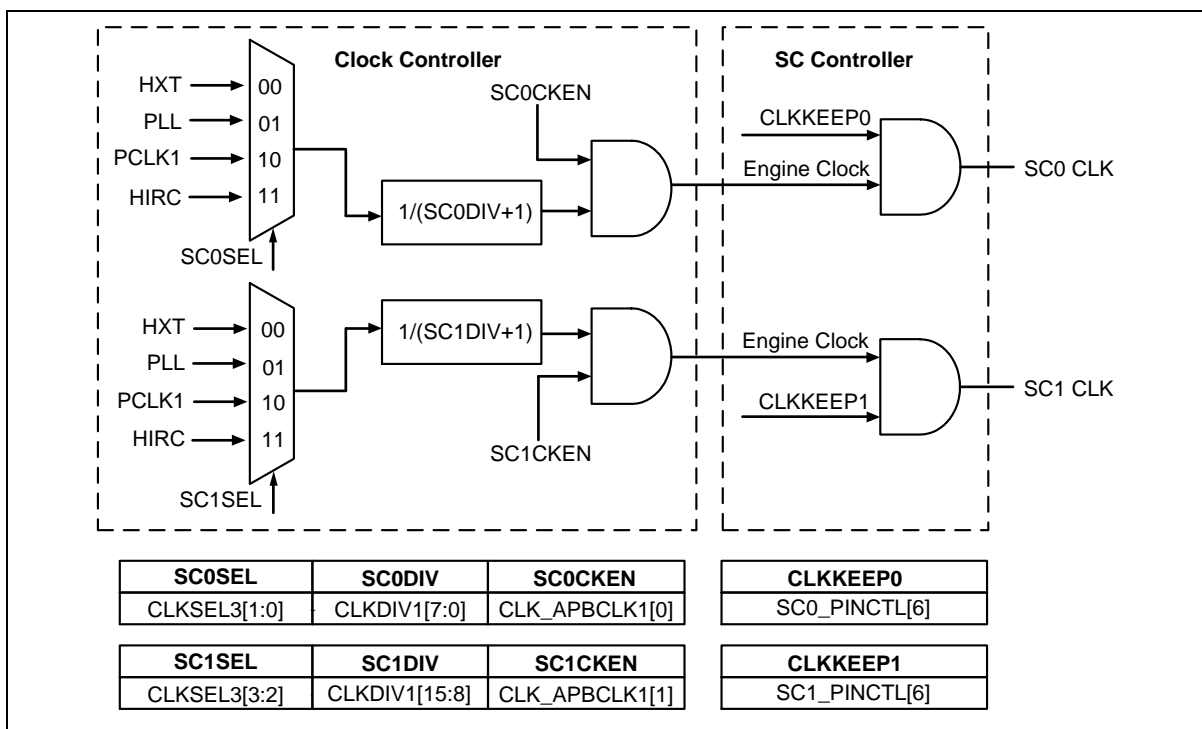 Clock Controller
SC Controller
HXT
00
PLL
01
PCLK1
10
HIRC
11
SC0SEL
1/(SC0DIV+1)
SC0CKEN
CLKKEEP0
Engine Clock
SC0 CLK
HXT
00
PLL
01
PCLK1
10
HIRC
11
SC1SEL
1/(SC1DIV+1)
SC1CKEN
Engine Clock
CLKKEEP1
SC1 CLK
SC0SEL SC0DIV SC0CKEN CLKKEEP0
CLKSEL3[1:0] CLKDIV1[7:0] CLK_APBCLK1[0] SC0_PINCTL[6]
SC1SEL SC1DIV SC1CKEN CLKKEEP1
CLKSEL3[3:2] CLKDIV1[15:8] CLK_APBCLK1[1] SC1_PINCTL[6]